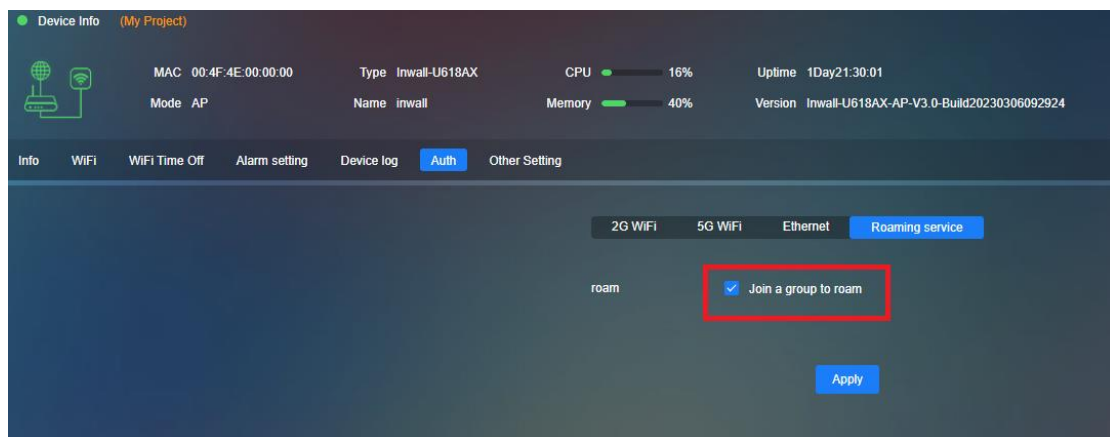 Device Info (My Project)
MAC 00:4F:4E:00:00:00 Type Inwall-U618AX CPU 16% Uptime 1Day21:30:01
Mode AP Name inwall Memory 40% Version Inwall-U618AX-AP-V3.0-Build20230306092924
Info WiFi WiFi Time Off Alarm setting Device log Auth Other Setting
2G WiFi 5G WiFi Ethernet Roaming service
roam Join a group to roam
Apply